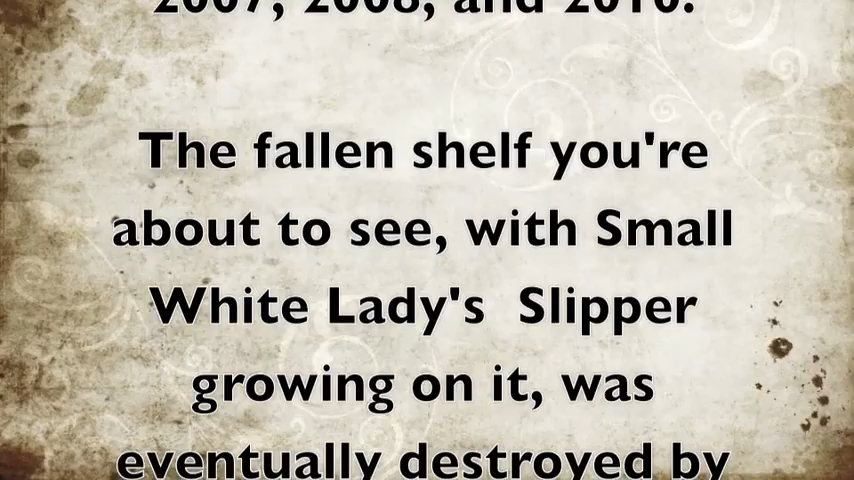 2007, 2008, and 2010.
The fallen shelf you're
about to see, with Small
White Lady's  Slipper
growing on it, was
eventually destroyed by